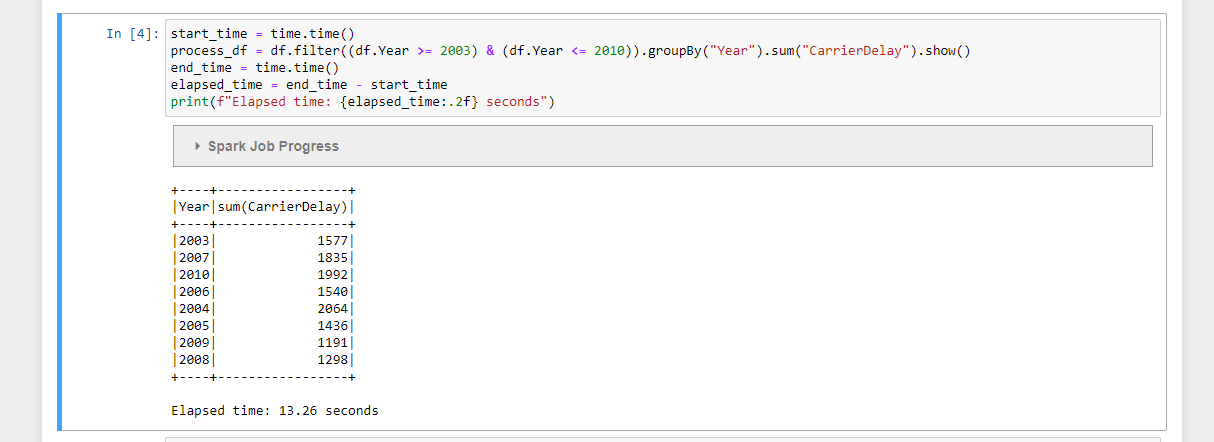 In [4]: start_time = time.time()
process_df = df.filter((df.Year >= 2003) & (df.Year <= 2010)).groupBy("Year").sum("CarrierDelay").show()
end_time = time.time()
elapsed_time = end_time - start_time
print(f"Elapsed time: {elapsed_time:.2f} seconds")
Spark Job Progress
+----+-----------------+
|Year|sum(CarrierDelay)|
+----+-----------------+
|2003|             1577|
|2007|             1835|
|2010|             1992|
|2006|             1540|
|2004|             2064|
|2005|             1436|
|2009|             1191|
|2008|             1298|
+----+-----------------+
Elapsed time: 13.26 seconds